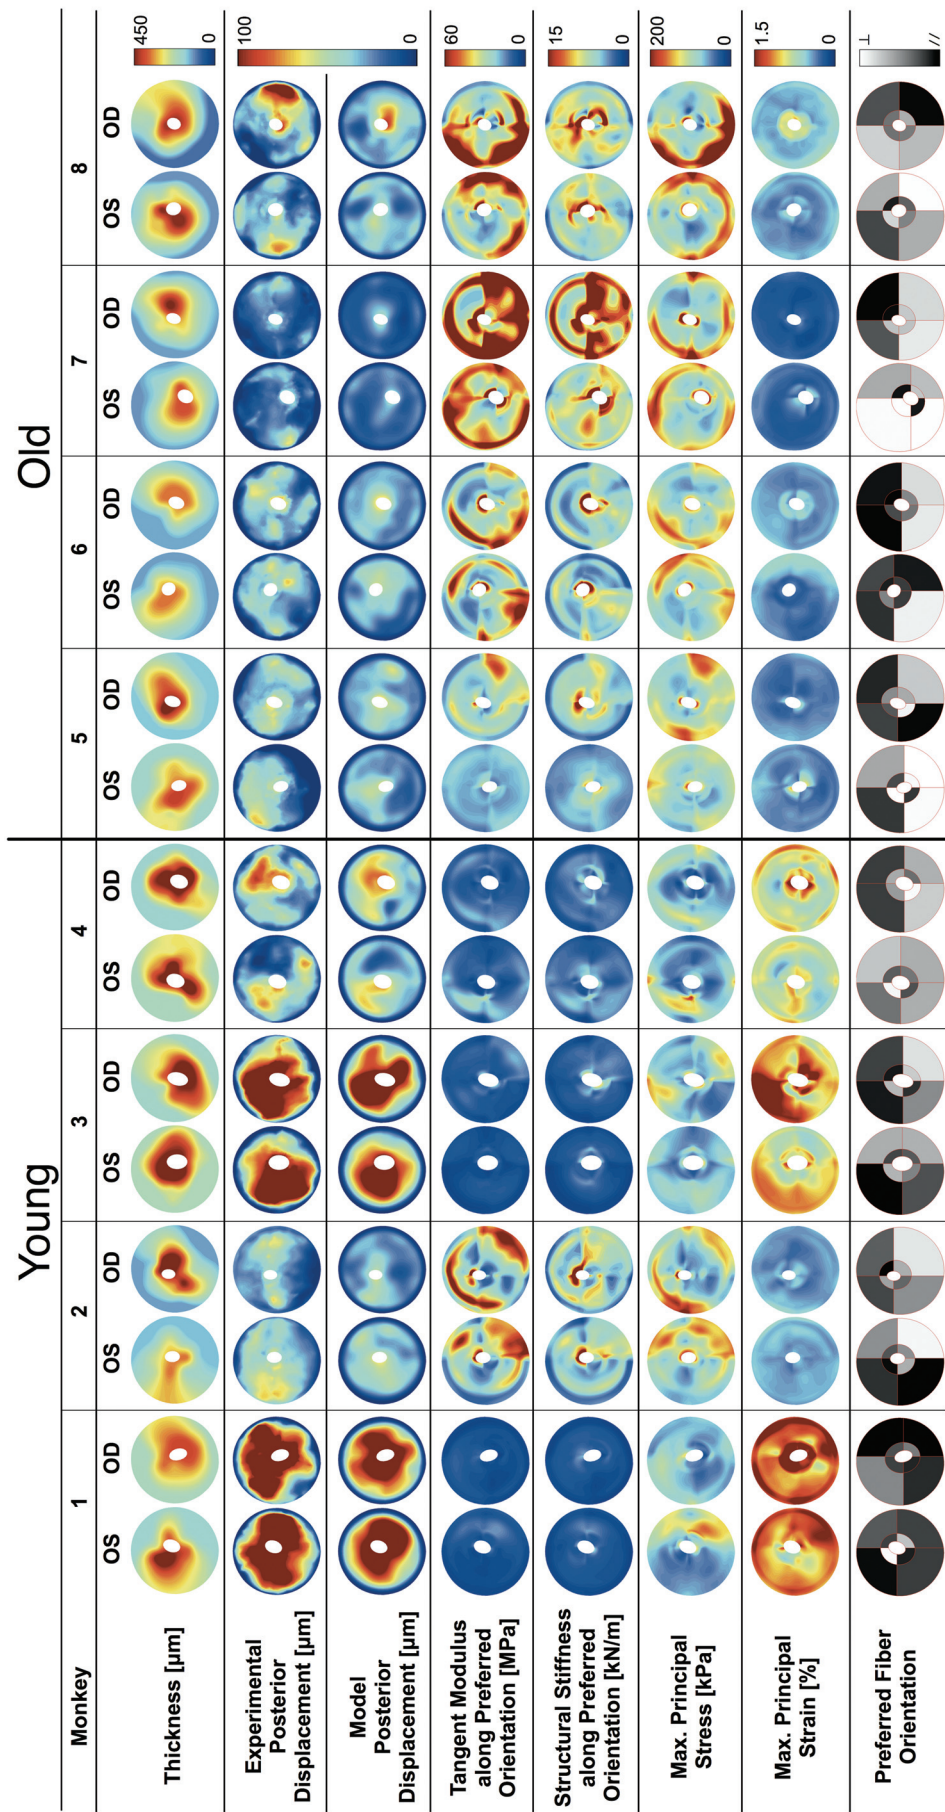 Young Old
Monkey 1 2 3 4 5 6 7 8
OS OD OS OD OS OD OS OD OS OD OS OD OS OD OS OD
Thickness [µm]
450
0
Experimental
Posterior
Displacement [µm]
100
0
Model
Posterior
Displacement [µm]
Tangent Modulus
along Preferred
Orientation [MPa]
60
0
Structural Stiffness
along Preferred
Orientation [kN/m]
15
0
Max. Principal
Stress [kPa]
200
0
Max. Principal
Strain [%]
1.5
0
Preferred Fiber
Orientation
⊥
//